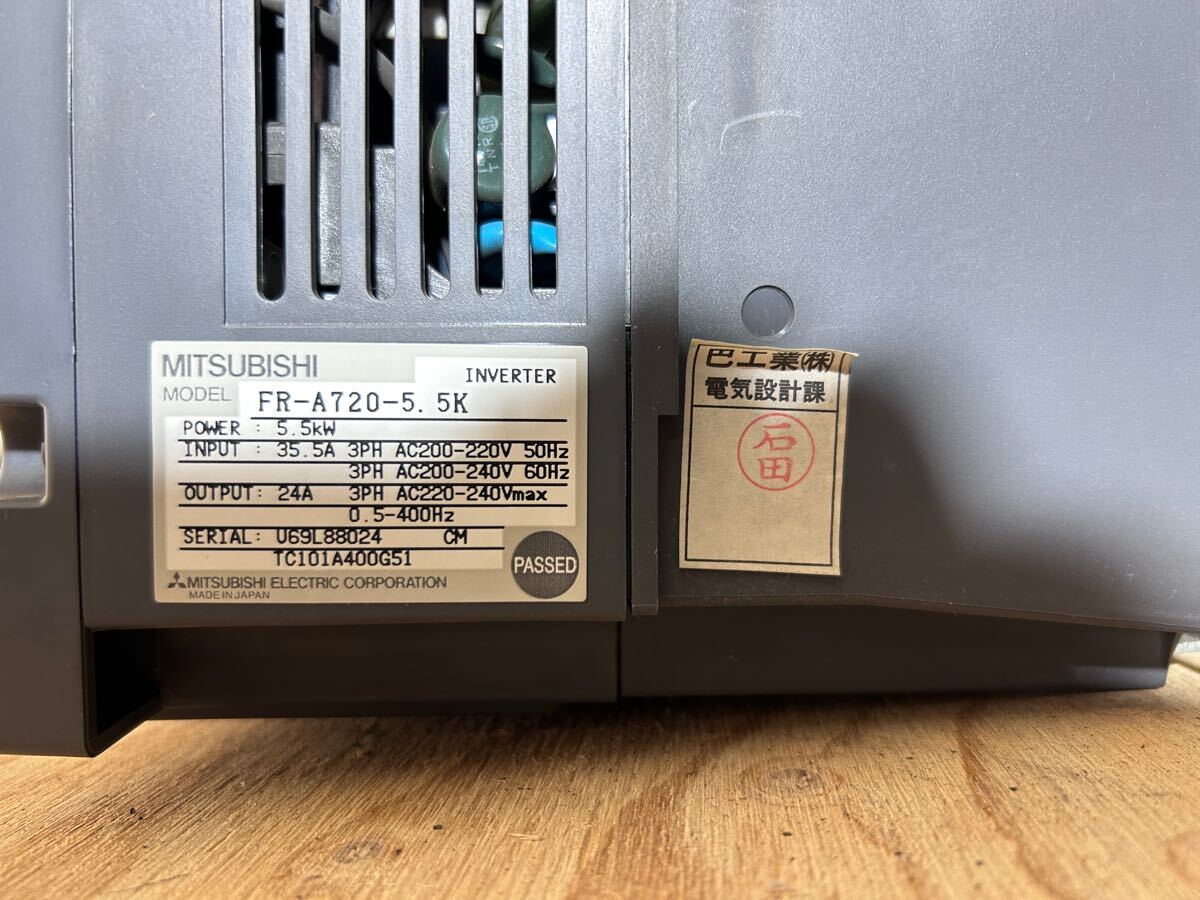 TNR
MITSUBISHI
INVERTER
MODEL FR-A720-5.5K
POWER : 5.5kW
INPUT : 35.5A 3PH AC200-220V 50Hz
3PH AC200-240V 60Hz
OUTPUT: 24A 3PH AC220-240Vmax
0.5-400Hz
SERIAL: U69L88024 CM
TC101A400G51
PASSED
MITSUBISHI ELECTRIC CORPORATION
MADE IN JAPAN
巴工業㈱
電気設計課
石田